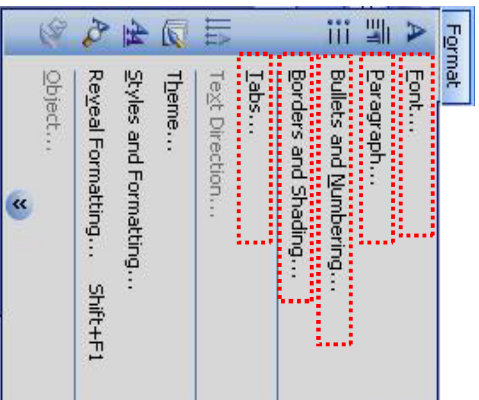 Format
Font...
Paragraph...
Bullets and Numbering...
Borders and Shading...
Tabs...
Text Direction...
Theme...
Styles and Formatting...
Reveal Formatting... Shift+F1
Object...